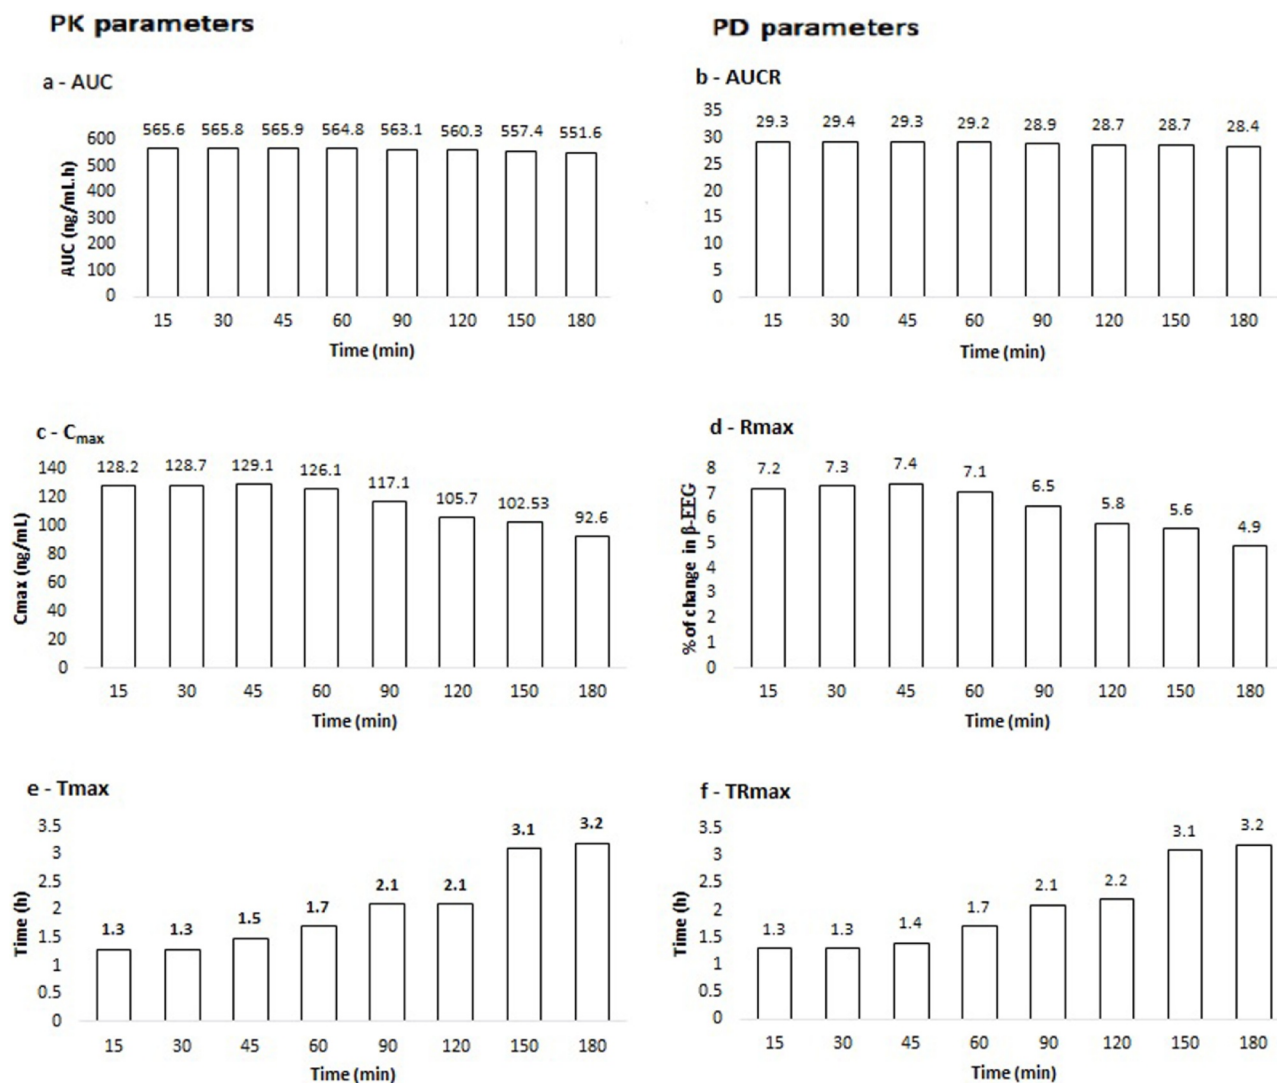 PK parameters
PD parameters
a - AUC
565.6 565.8 565.9 564.8 563.1 560.3 557.4 551.6
600
500
400
300
200
100
0
AUC (ng/mL.h)
15 30 45 60 90 120 150 180
Time (min)
b - AUCR
35
30
25
20
15
10
5
0
29.3 29.4 29.3 29.2 28.9 28.7 28.7 28.4
15 30 45 60 90 120 150 180
Time (min)
c - Cmax
140
120
100
80
60
40
20
0
Cmax (ng/mL)
128.2 128.7 129.1 126.1 117.1 105.7 102.53 92.6
15 30 45 60 90 120 150 180
Time (min)
d - Rmax
8
7
6
5
4
3
2
1
0
% of change in β-EEG
7.2 7.3 7.4 7.1 6.5 5.8 5.6 4.9
15 30 45 60 90 120 150 180
Time (min)
e - Tmax
3.5
3
2.5
2
1.5
1
0.5
0
Time (h)
1.3 1.3 1.5 1.7 2.1 2.1 3.1 3.2
15 30 45 60 90 120 150 180
Time (min)
f - TRmax
3.5
3
2.5
2
1.5
1
0.5
0
Time (h)
1.3 1.3 1.4 1.7 2.1 2.2 3.1 3.2
15 30 45 60 90 120 150 180
Time (min)